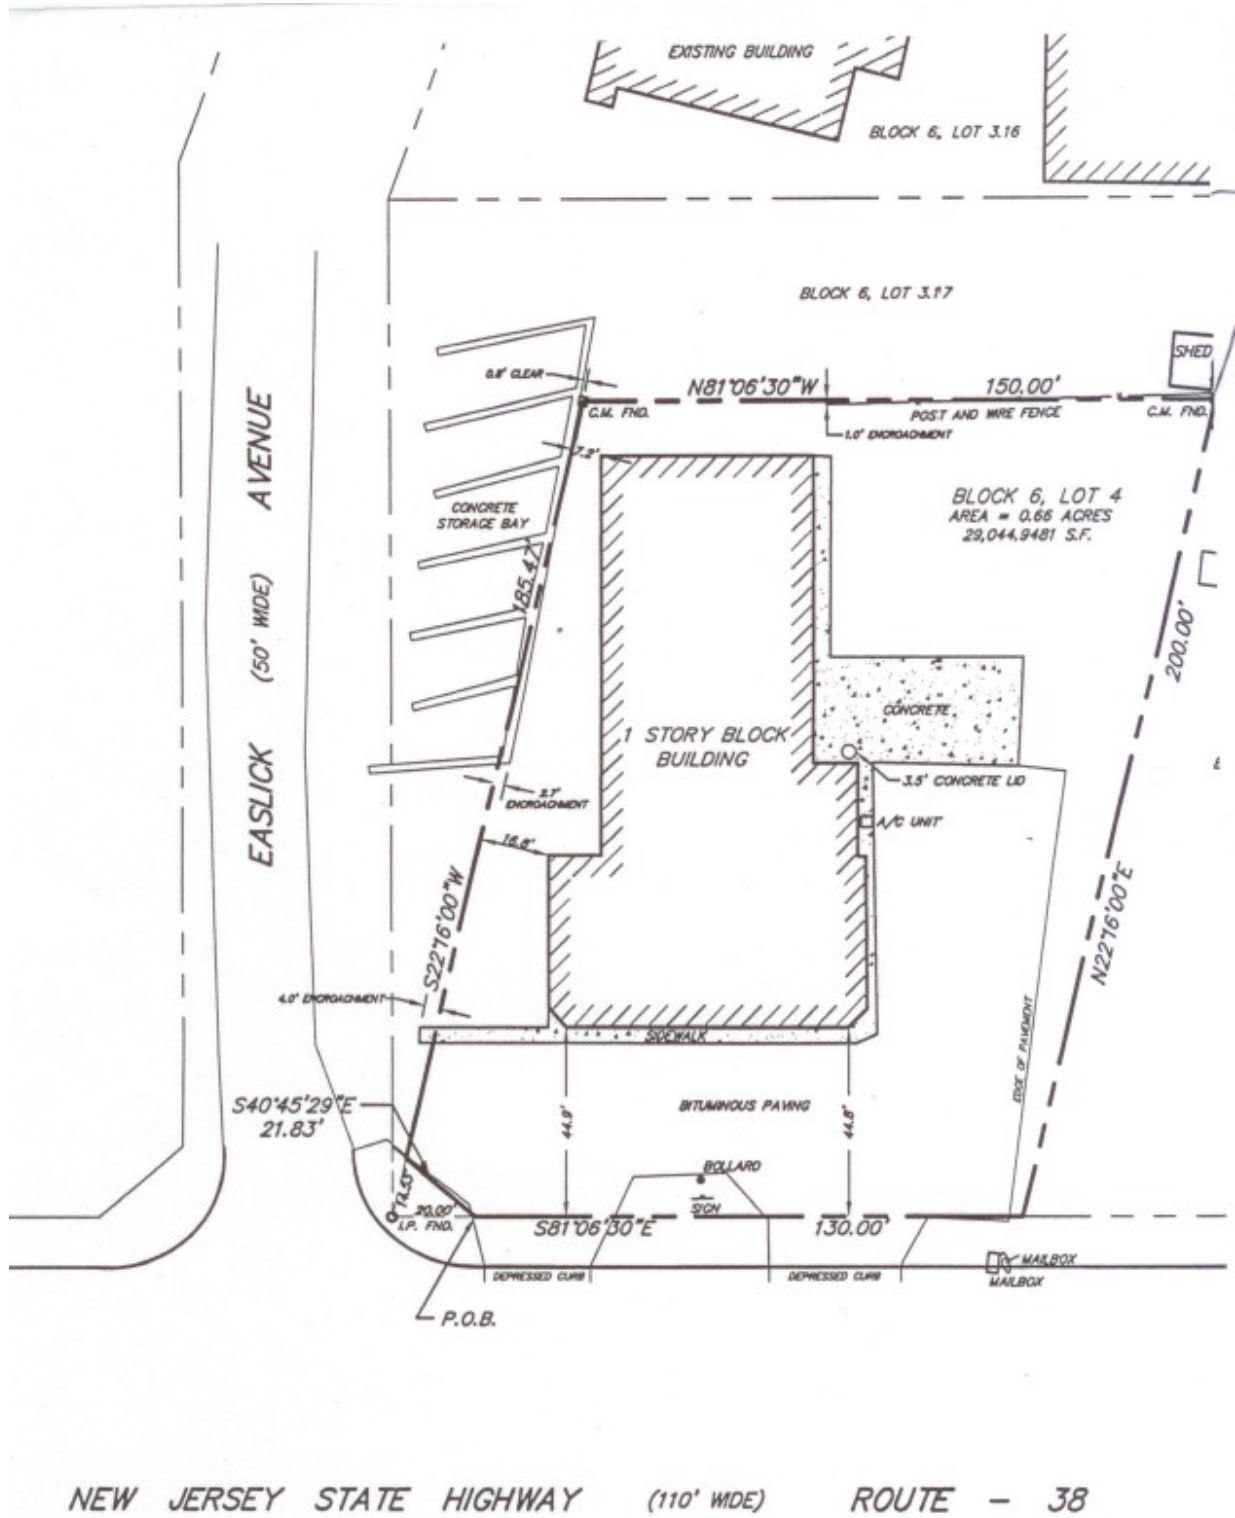 EXISTING BUILDING
BLOCK 6, LOT 3.16
BLOCK 6, LOT 3.17
SHED
0.8' CLEAR
N81°06'30"W 150.00'
C.M. FND.
POST AND WIRE FENCE
C.M. FND.
1.0' ENCROACHMENT
7.2'
BLOCK 6, LOT 4
AREA = 0.66 ACRES
29,044.9481 S.F.
CONCRETE
STORAGE BAY
185.47'
EASLICK (50' WIDE) AVENUE
200.00'
CONCRETE
1 STORY BLOCK
BUILDING
3.5' CONCRETE LID
ENCROACHMENT
A/C UNIT
16.8'
S22°16'00"W
N22°16'00"E
4.0' ENCROACHMENT
SIDEWALK
EDGE OF PAVEMENT
S40°45'29"E
21.83'
44.9'
BITUMINOUS PAVING
44.8'
BOLLARD
SIGN
14.53'
20.00'
I.P. FND.
S81°06'30"E 130.00'
MAILBOX
MAILBOX
DEPRESSED CURB
DEPRESSED CURB
P.O.B.
NEW JERSEY STATE HIGHWAY (110' WIDE) ROUTE - 38